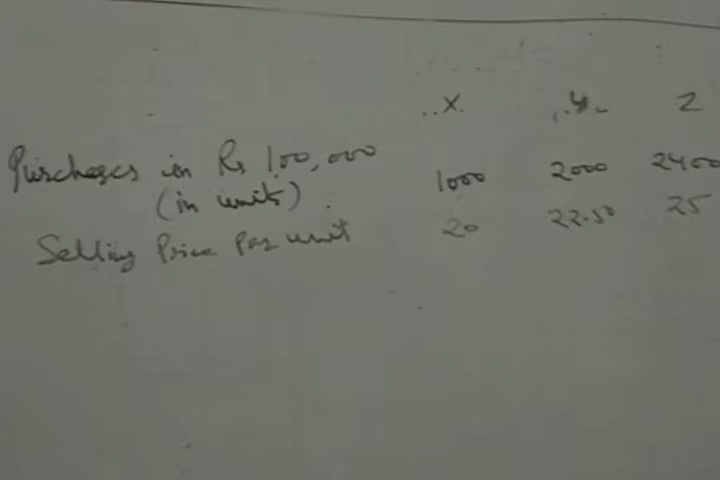 X Y Z
Purchases in Rs 100,000 1000 2000 2400
(in units)
Selling Price Per unit 20 22.50 25